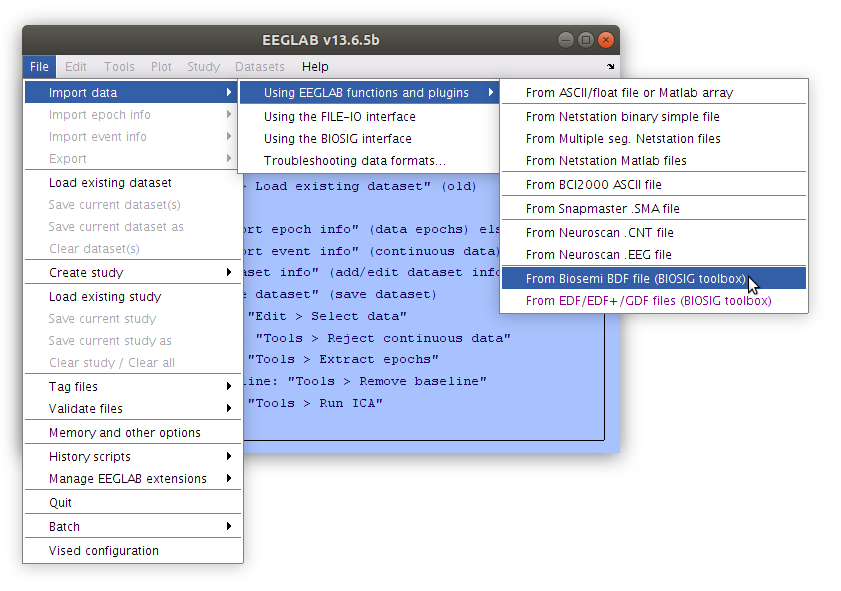 EEGLAB v13.6.5b
File Edit Tools Plot Study Datasets Help
Import data
Import epoch info
Import event info
Export
Load existing dataset
Save current dataset(s)
Save current dataset as
Clear dataset(s)
Create study
Load existing study
Save current study
Save current study as
Clear study / Clear all
Tag files
Validate files
Memory and other options
History scripts
Manage EEGLAB extensions
Quit
Batch
Vised configuration
Using EEGLAB functions and plugins
Using the FILE-IO interface
Using the BIOSIG interface
Troubleshooting data formats...
From ASCII/float file or Matlab array
From Netstation binary simple file
From Multiple seg. Netstation files
From Netstation Matlab files
From BCI2000 ASCII file
From Snapmaster .SMA file
From Neuroscan .CNT file
From Neuroscan .EEG file
From Biosemi BDF file (BIOSIG toolbox)
From EDF/EDF+/GDF files (BIOSIG toolbox)
> Load existing dataset" (old)
ort epoch info" (data epochs) els
ort event info" (continuous data)
aset info" (add/edit dataset info
e dataset" (save dataset)
"Edit > Select data"
"Tools > Reject continuous data"
"Tools > Extract epochs"
line: "Tools > Remove baseline"
"Tools > Run ICA"